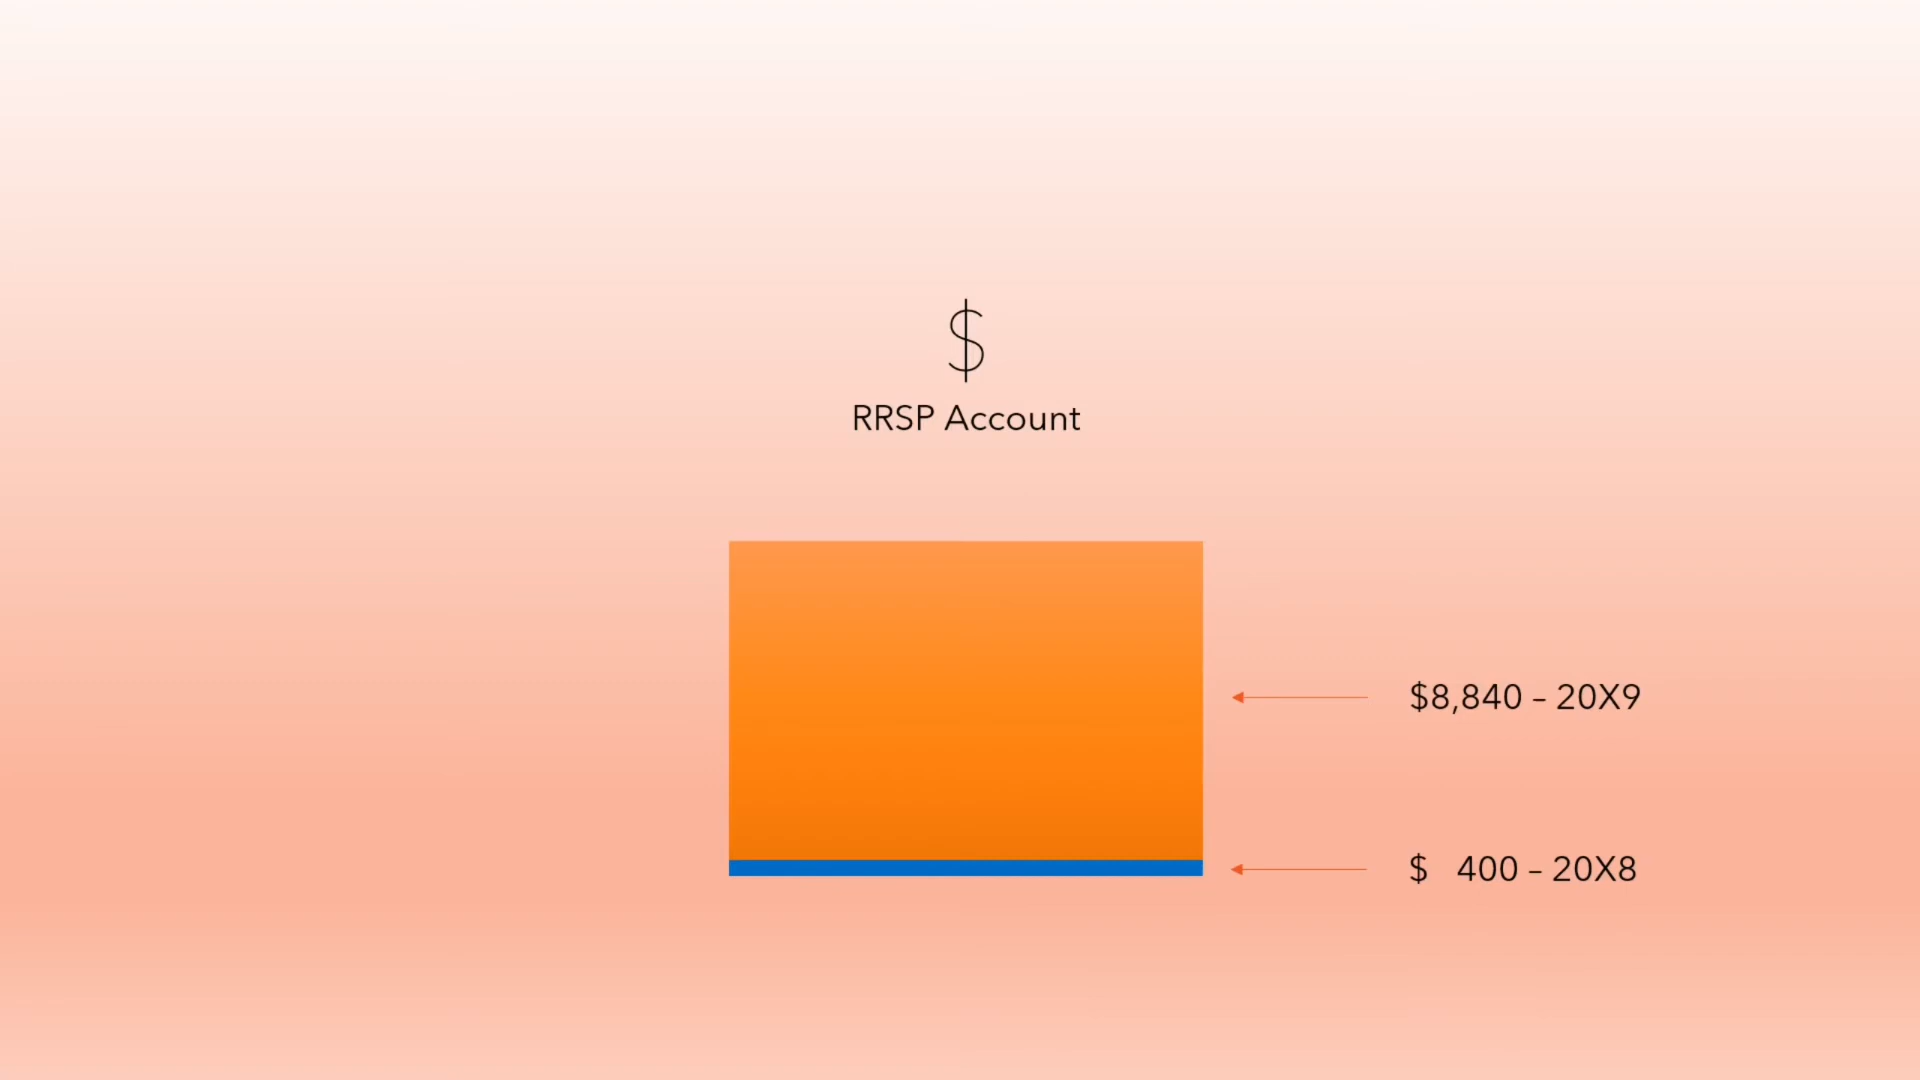 $
RRSP Account
$8,840 – 20X9
$ 400 – 20X8